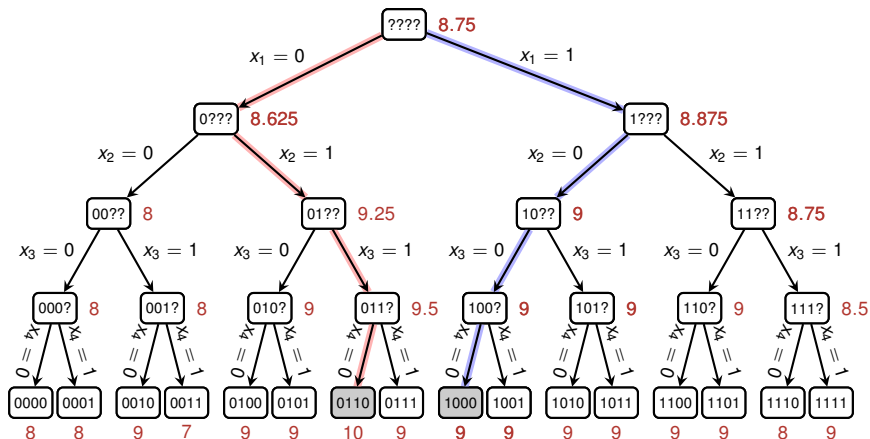 ???? 8.75
x₁ = 0 x₁ = 1
0??? 8.625 1??? 8.875
x₂ = 0 x₂ = 1 x₂ = 0 x₂ = 1
00?? 8 01?? 9.25 10?? 9 11?? 8.75
x₃ = 0 x₃ = 1 x₃ = 0 x₃ = 1 x₃ = 0 x₃ = 1 x₃ = 0 x₃ = 1
000? 8 001? 8 010? 9 011? 9.5 100? 9 101? 9 110? 9 111? 8.5
x₄ = 0 x₄ = 1 x₄ = 0 x₄ = 1 x₄ = 0 x₄ = 1 x₄ = 0 x₄ = 1 x₄ = 0 x₄ = 1 x₄ = 0 x₄ = 1 x₄ = 0 x₄ = 1 x₄ = 0 x₄ = 1
0000 0001 0010 0011 0100 0101 0110 0111 1000 1001 1010 1011 1100 1101 1110 1111
8 8 9 7 9 9 10 9 9 9 9 9 9 9 8 9